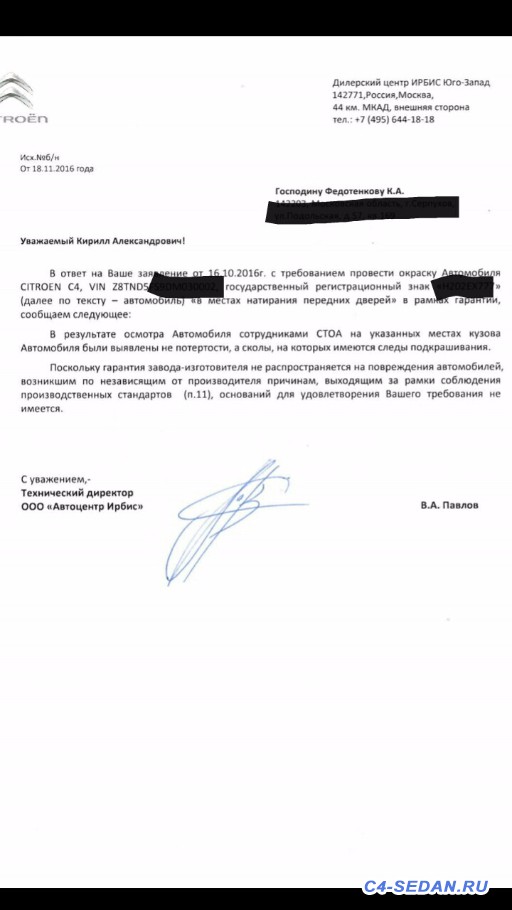 TROËN
Дилерский центр ИРБИС Юго-Запад
142771,Россия,Москва,
44 км. МКАД, внешняя сторона
тел.: +7 (495) 644-18-18
Исх.№б/н
От 18.11.2016 года
Господину Федотенкову К.А.
Уважаемый Кирилл Александрович!
В ответ на Ваше заявление от 16.10.2016г. с требованием провести окраску Автомобиля
CITROEN C4, VIN Z8TND5 государственный регистрационный знак
(далее по тексту – автомобиль) «в местах натирания передних дверей» в рамках гарантии,
сообщаем следующее:
В результате осмотра Автомобиля сотрудниками СТОА на указанных местах кузова
Автомобиля были выявлены не потертости, а сколы, на которых имеются следы подкрашивания.
Поскольку гарантия завода-изготовителя не распространяется на повреждения автомобилей,
возникшим по независящим от производителя причинам, выходящим за рамки соблюдения
производственных стандартов (п.11), оснований для удовлетворения Вашего требования не
имеется.
С уважением,-
Технический директор
ООО «Автоцентр Ирбис»
В.А. Павлов
C4-SEDAN.RU